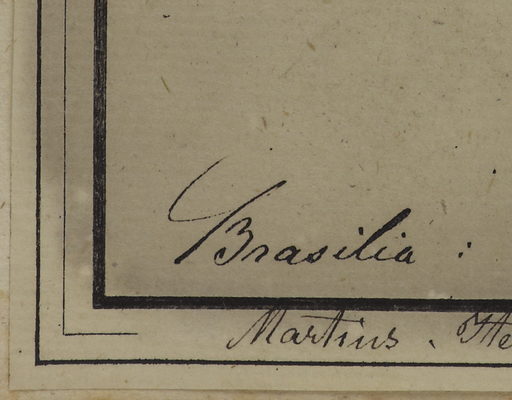 Brasilia :
Martius .